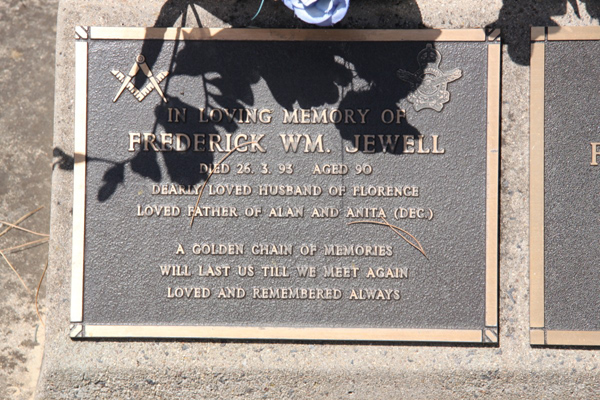 IN LOVING MEMORY OF
FREDERICK WM. JEWELL
DIED 26. 3. 93 AGED 90
DEARLY LOVED HUSBAND OF FLORENCE
LOVED FATHER OF ALAN AND ANITA (DEC.)
A GOLDEN CHAIN OF MEMORIES
WILL LAST US TILL WE MEET AGAIN
LOVED AND REMEMBERED ALWAYS
F